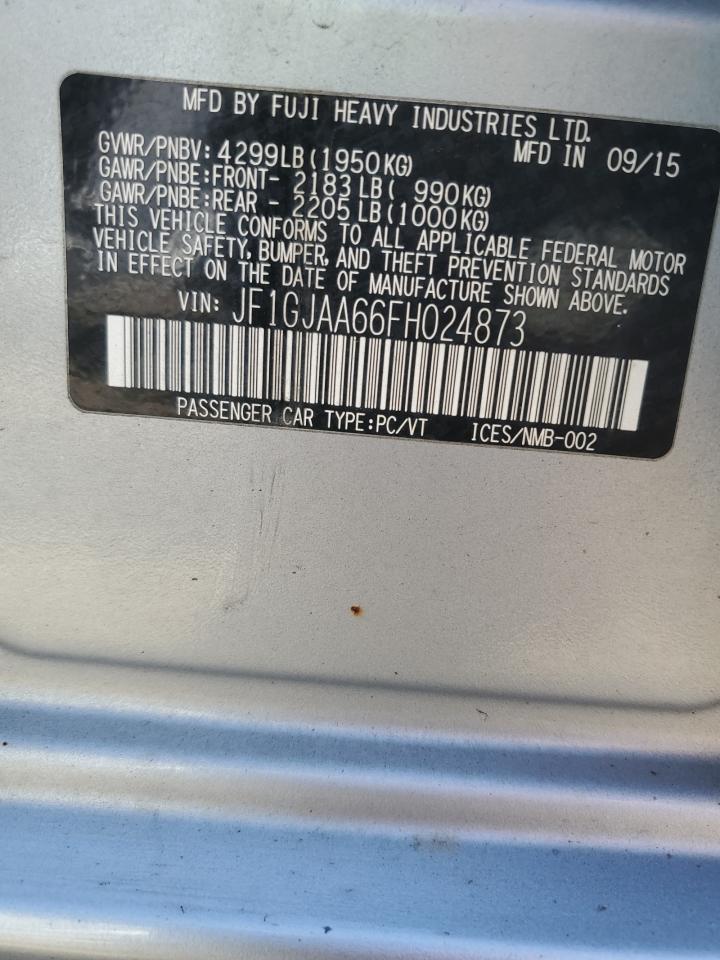 MFD BY FUJI HEAVY INDUSTRIES LTD.
GVWR/PNBV: 4299LB(1950KG) MFD IN 09/15
GAWR/PNBE:FRONT- 2183LB( 990KG)
GAWR/PNBE:REAR - 2205LB(1000KG)
THIS VEHICLE CONFORMS TO ALL APPLICABLE FEDERAL MOTOR
VEHICLE SAFETY, BUMPER, AND THEFT PREVENTION STANDARDS
IN EFFECT ON THE DATE OF MANUFACTURE SHOWN ABOVE.
VIN: JF1GJAA66FH024873
PASSENGER CAR TYPE:PC/VT ICES/NMB-002